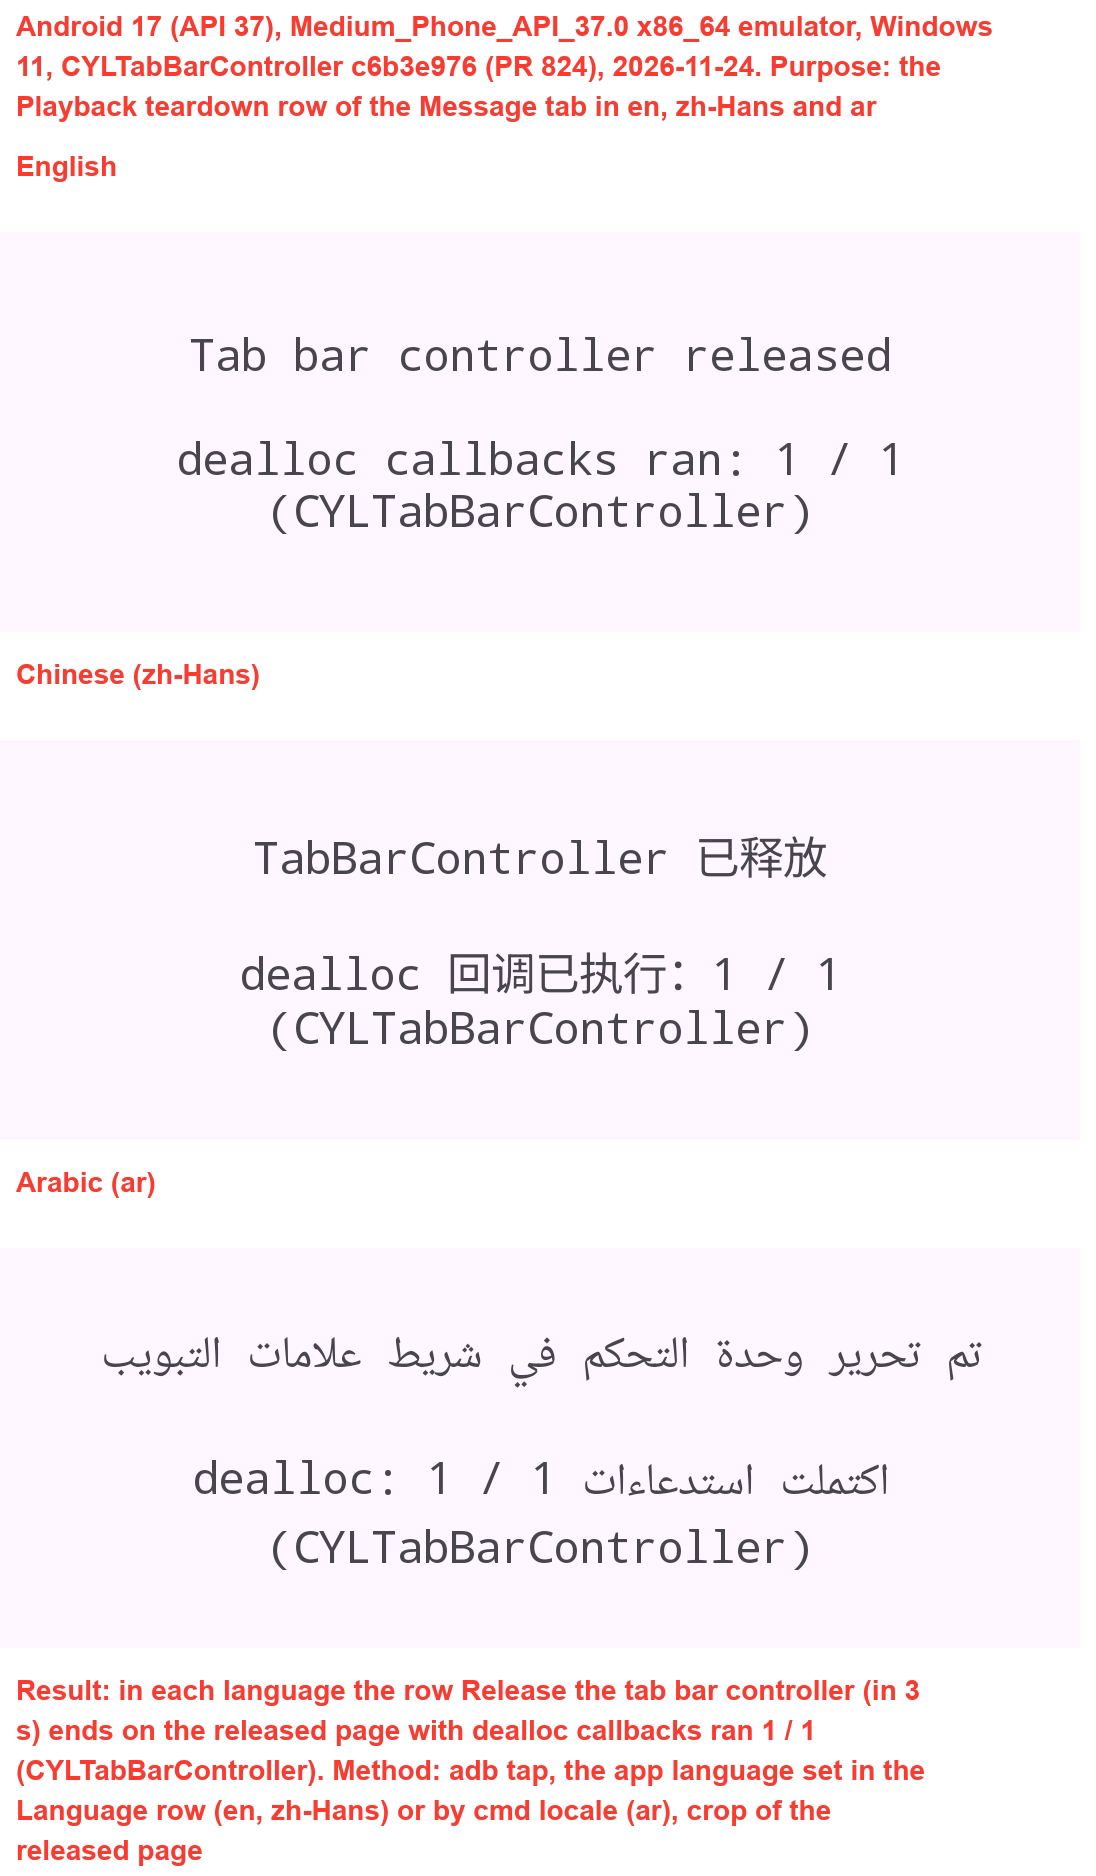 Android 17 (API 37), Medium_Phone_API_37.0 x86_64 emulator, Windows
11, CYLTabBarController c6b3e976 (PR 824), 2026-11-24. Purpose: the
Playback teardown row of the Message tab in en, zh-Hans and ar
English
Tab bar controller released
dealloc callbacks ran: 1 / 1
(CYLTabBarController)
Chinese (zh-Hans)
TabBarController 已释放
dealloc 回调已执行: 1 / 1
(CYLTabBarController)
Arabic (ar)
تم تحرير وحدة التحكم في شريط علامات التبويب
اكتملت استدعاءات dealloc: 1 / 1
(CYLTabBarController)
Result: in each language the row Release the tab bar controller (in 3
s) ends on the released page with dealloc callbacks ran 1 / 1
(CYLTabBarController). Method: adb tap, the app language set in the
Language row (en, zh-Hans) or by cmd locale (ar), crop of the
released page